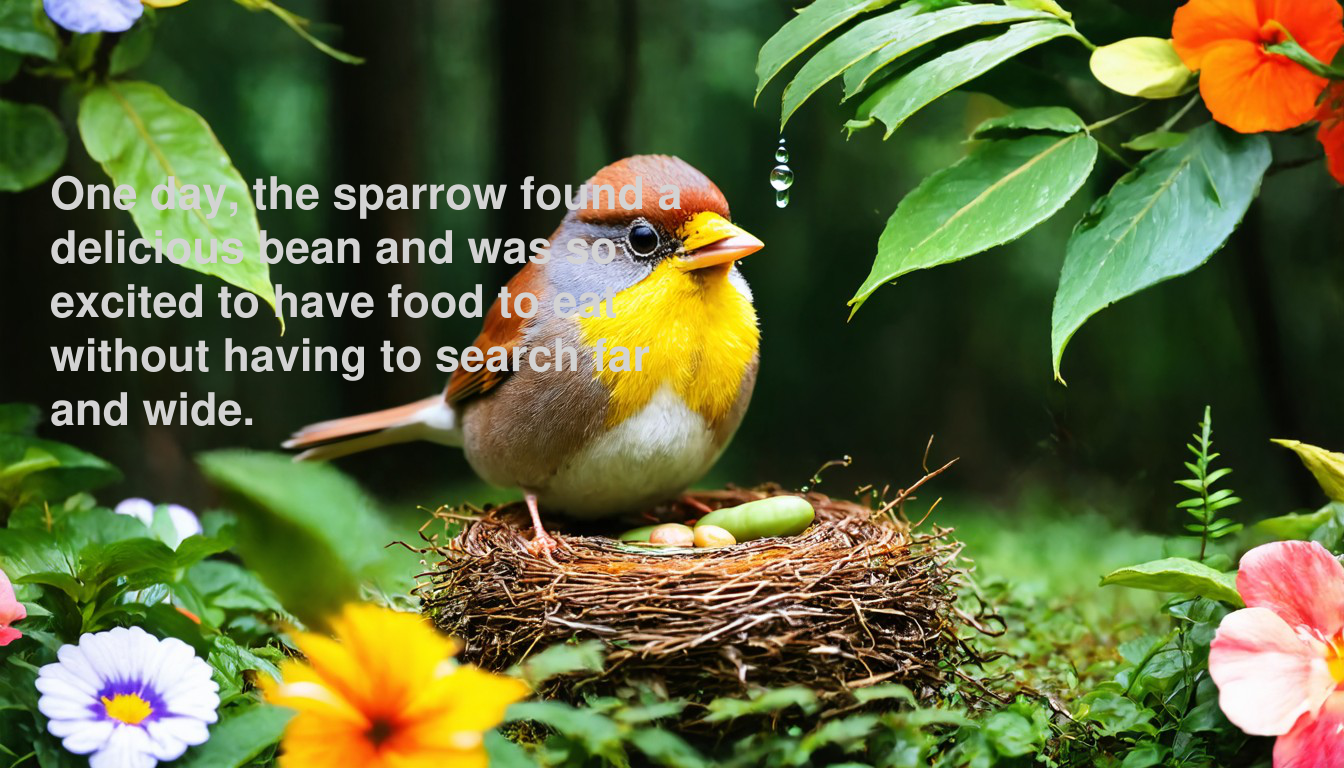 One day, the sparrow found a
delicious bean and was so
excited to have food to eat
without having to search far
and wide.